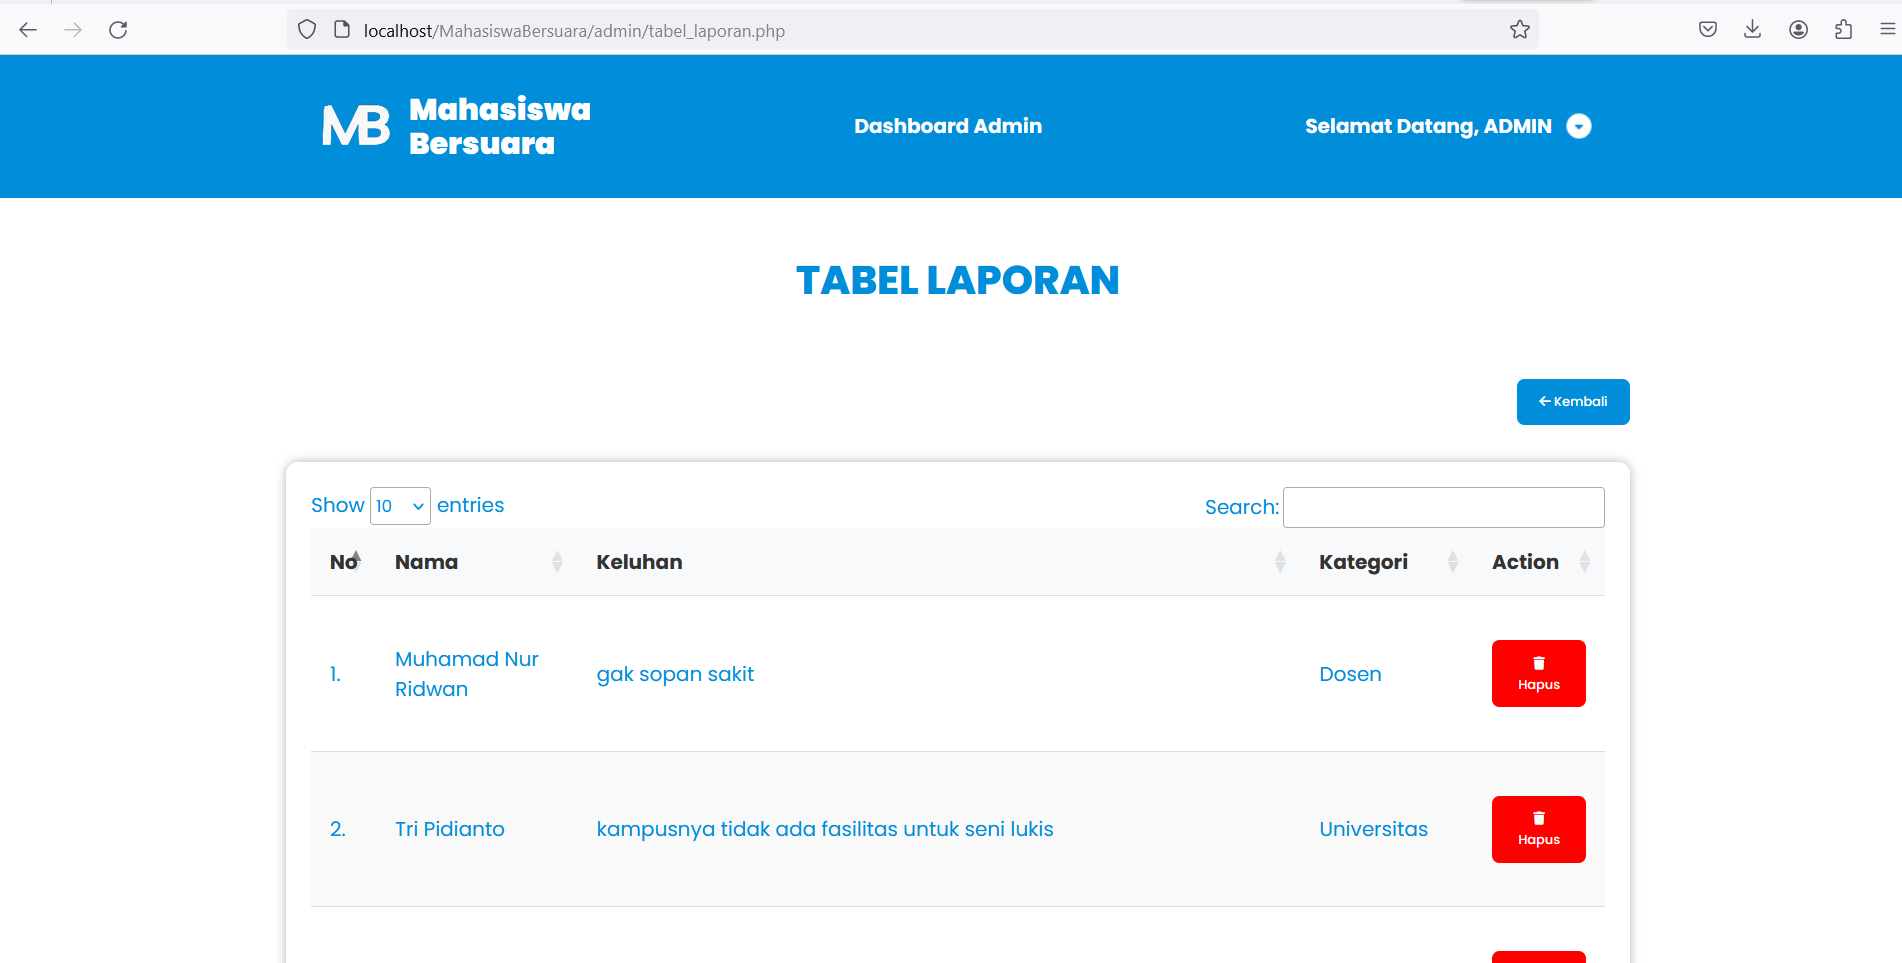 localhost/MahasiswaBersuara/admin/tabel_laporan.php
MB Mahasiswa
Bersuara
Dashboard Admin
Selamat Datang, ADMIN
TABEL LAPORAN
Kembali
Show 10 entries
Search:
No Nama Keluhan Kategori Action
1. Muhamad Nur Ridwan gak sopan sakit Dosen Hapus
2. Tri Pidianto kampusnya tidak ada fasilitas untuk seni lukis Universitas Hapus